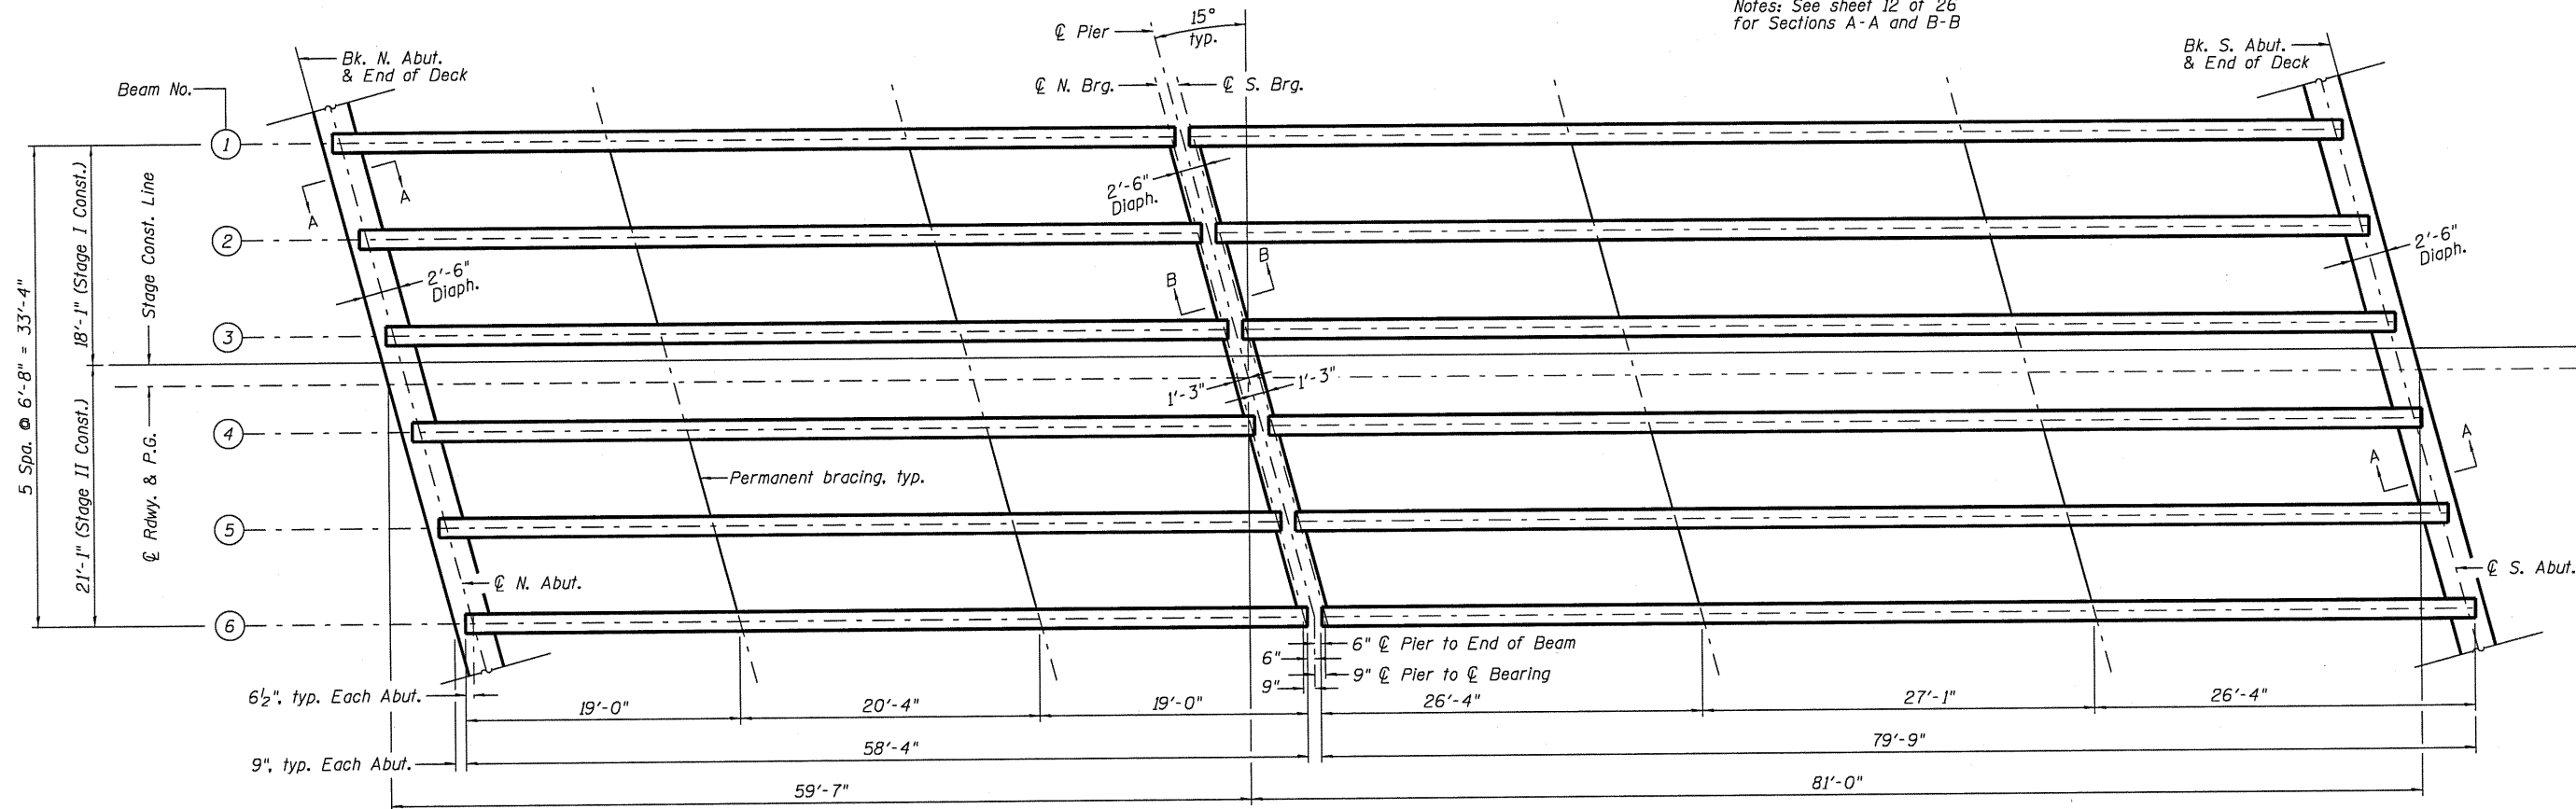 Notes: See sheet 12 of 26
for Sections A-A and B-B
15°
typ.
℄ Pier
Bk. N. Abut.
& End of Deck
Bk. S. Abut.
& End of Deck
Beam No.
℄ N. Brg.
℄ S. Brg.
1
2
3
4
5
6
A
A
2'-6"
Diaph.
2'-6"
Diaph.
2'-6"
Diaph.
B
B
1'-3"
1'-3"
A
A
5 Spa. @ 6'-8" = 33'-4"
18'-1" (Stage I Const.)
21'-1" (Stage II Const.)
Stage Const. Line
℄ Rdwy. & P.G.
Permanent bracing, typ.
℄ N. Abut.
℄ S. Abut.
6" ℄ Pier to End of Beam
6"
9" ℄ Pier to ℄ Bearing
9"
6½", typ. Each Abut.
19'-0"
20'-4"
19'-0"
26'-4"
27'-1"
26'-4"
58'-4"
79'-9"
9", typ. Each Abut.
59'-7"
81'-0"